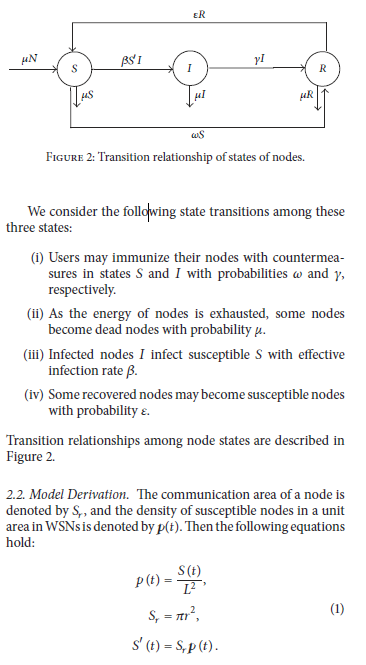 εR
μN
S
βS′I
I
γI
R
μS
μI
μR
ωS
FIGURE 2: Transition relationship of states of nodes.
We consider the following state transitions among these
three states:
(i) Users may immunize their nodes with countermea-
sures in states S and I with probabilities ω and γ,
respectively.
(ii) As the energy of nodes is exhausted, some nodes
become dead nodes with probability μ.
(iii) Infected nodes I infect susceptible S with effective
infection rate β.
(iv) Some recovered nodes may become susceptible nodes
with probability ε.
Transition relationships among node states are described in
Figure 2.
2.2. Model Derivation. The communication area of a node is
denoted by Sᵣ, and the density of susceptible nodes in a unit
area in WSNs is denoted by p(t). Then the following equations
hold:
p(t) = S(t)/L²,
Sᵣ = πr², (1)
S′(t) = Sᵣp(t).